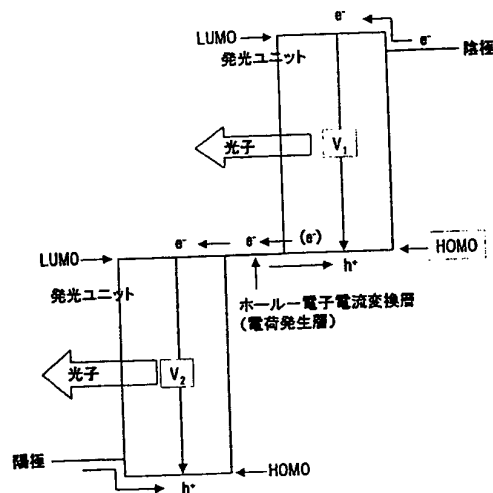 e⁻
LUMO
e⁻
発光ユニット
陰極
光子
V₁
e⁻
e⁻
(e⁻)
LUMO
HOMO
h⁺
発光ユニット
ホールー電子電流変換層
(電荷発生層)
光子
V₂
陽極
HOMO
h⁺